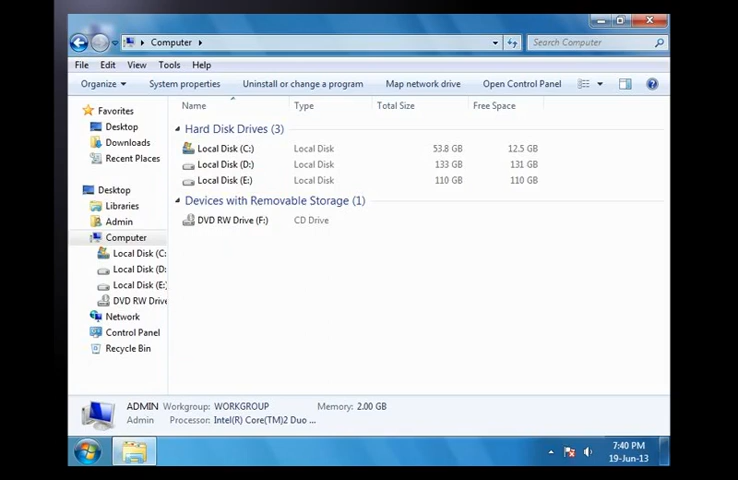 Computer
Search Computer
File Edit View Tools Help
Organize System properties Uninstall or change a program Map network drive Open Control Panel
Favorites
Desktop
Downloads
Recent Places
Desktop
Libraries
Admin
Computer
Local Disk (C:
Local Disk (D:
Local Disk (E:
DVD RW Drive
Network
Control Panel
Recycle Bin
Name Type Total Size Free Space
Hard Disk Drives (3)
Local Disk (C:) Local Disk 53.8 GB 12.5 GB
Local Disk (D:) Local Disk 133 GB 131 GB
Local Disk (E:) Local Disk 110 GB 110 GB
Devices with Removable Storage (1)
DVD RW Drive (F:) CD Drive
ADMIN Workgroup: WORKGROUP Memory: 2.00 GB
Admin Processor: Intel(R) Core(TM)2 Duo ...
7:40 PM
19-Jun-13